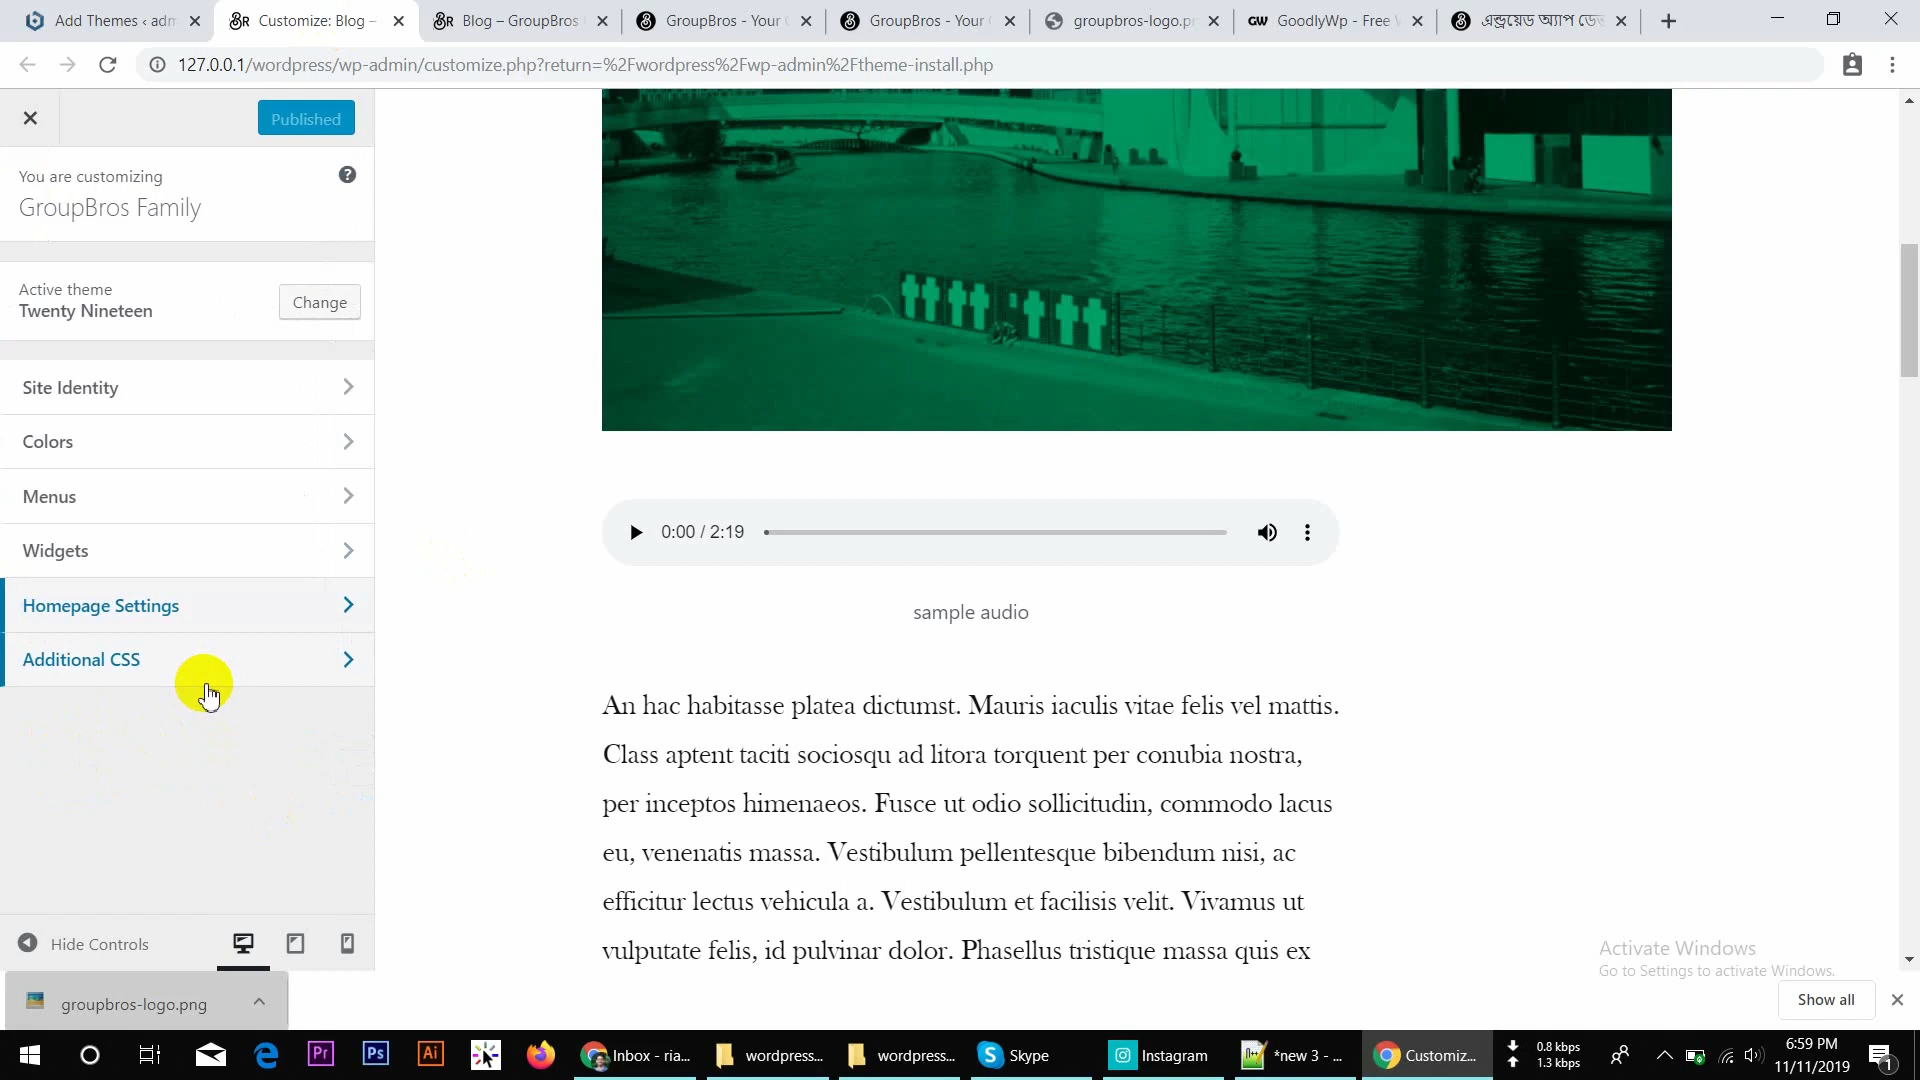 Add Themes ‹ adm
Customize: Blog –
Blog – GroupBros
GroupBros - Your
GroupBros - Your
groupbros-logo.p
GW GoodlyWp - Free
এন্ড্রয়েড অ্যাপ ডেভ
127.0.0.1/wordpress/wp-admin/customize.php?return=%2Fwordpress%2Fwp-admin%2Ftheme-install.php
Published
You are customizing
GroupBros Family
Active theme
Twenty Nineteen
Change
Site Identity
Colors
Menus
Widgets
Homepage Settings
Additional CSS
Hide Controls
0:00 / 2:19
sample audio
An hac habitasse platea dictumst. Mauris iaculis vitae felis vel mattis.
Class aptent taciti sociosqu ad litora torquent per conubia nostra,
per inceptos himenaeos. Fusce ut odio sollicitudin, commodo lacus
eu, venenatis massa. Vestibulum pellentesque bibendum nisi, ac
efficitur lectus vehicula a. Vestibulum et facilisis velit. Vivamus ut
vulputate felis, id pulvinar dolor. Phasellus tristique massa quis ex
Activate Windows
Go to Settings to activate Windows.
groupbros-logo.png
Show all
Pr
Ps
Ai
Inbox - ria...
wordpress...
wordpress...
Skype
Instagram
*new 3 - ...
Customiz...
0.8 kbps
1.3 kbps
6:59 PM
11/11/2019
1